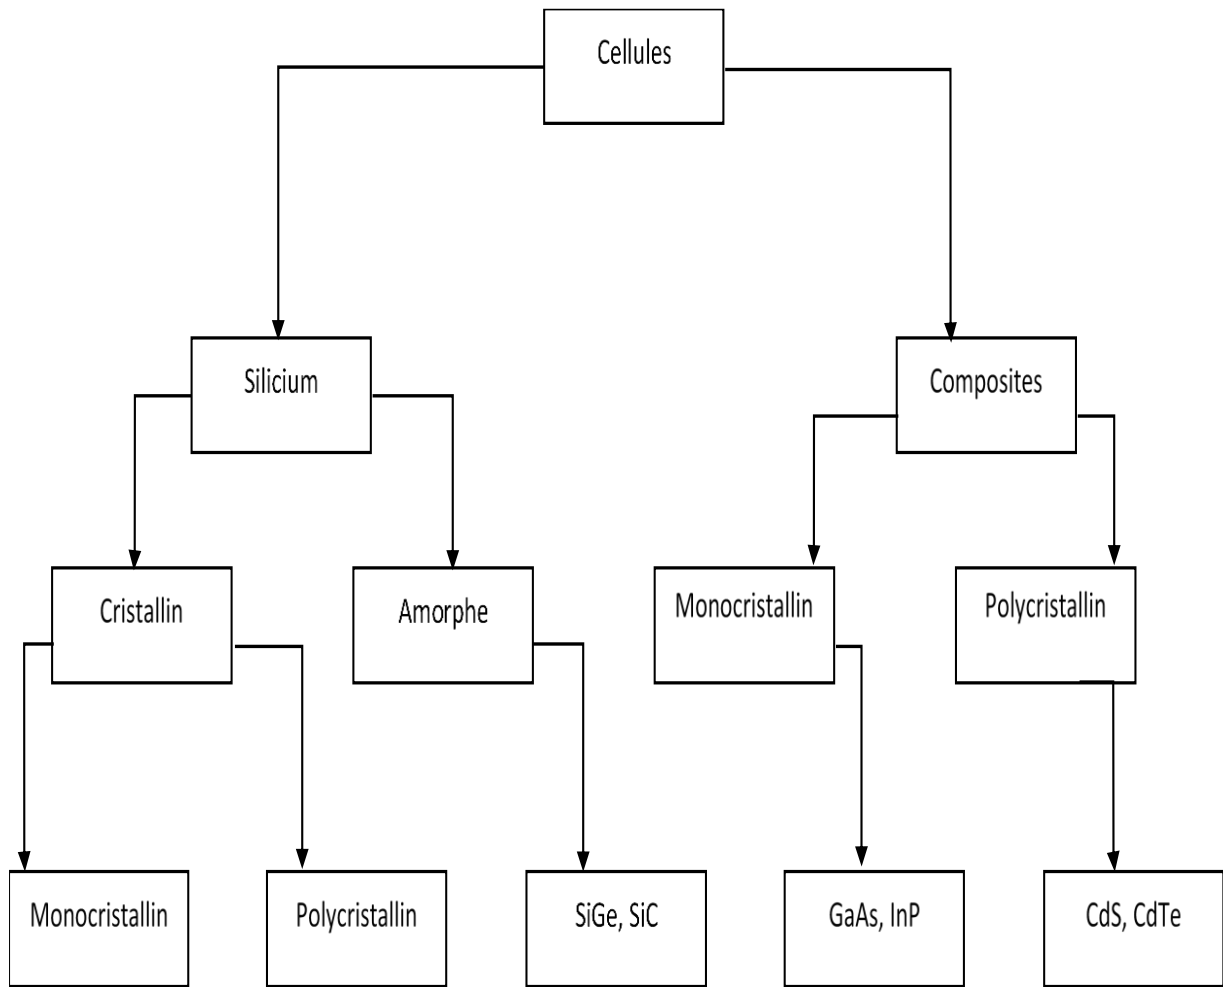 Cellules
Silicium
Composites
Cristallin
Amorphe
Monocristallin
Polycristallin
Monocristallin
Polycristallin
SiGe, SiC
GaAs, InP
CdS, CdTe